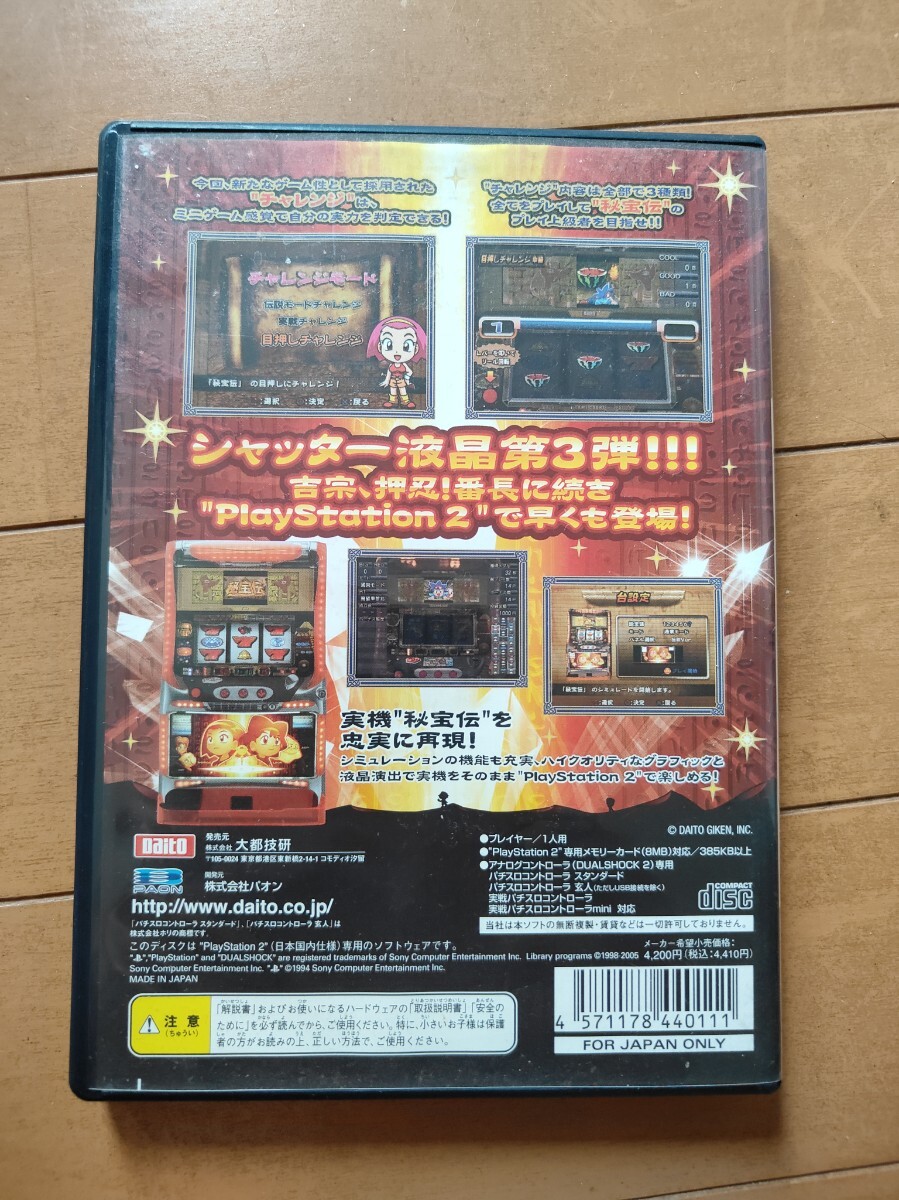 今回、新たなゲーム性として採用された
"チャレンジ"は、
ミニゲーム感覚で自分の実力を判定できる!
"チャレンジ"内容は全部で3種類!
全てをプレイして"秘宝伝"の
プレイ上級者を目指せ!!
チャレンジモード
伝説モードチャレンジ
実戦チャレンジ
目押しチャレンジ
「秘宝伝」の目押しにチャレンジ!
:選択 :決定 :戻る
目押しチャレンジ
COOL
0回
GOOD
1回
BAD
0回
レバーを叩いて
リール回転
シャッター液晶第3弾!!!
吉宗、押忍!番長に続き
"PlayStation 2"で早くも登場!
秘宝伝
台設定
「秘宝伝」のシミュレートを開始します。
:選択 :決定 :戻る
実機"秘宝伝"を
忠実に再現!
シミュレーションの機能も充実、ハイクオリティなグラフィックと
液晶演出で実機をそのまま"PlayStation 2"で楽しめる!
© DAITO GIKEN, INC.
Daito 発売元 株式会社 大都技研
〒105-0024 東京都港区東新橋2-14-1 コモディオ汐留
PAON 開発元 株式会社パオン
http://www.daito.co.jp/
「パチスロコントローラ スタンダード」、「パチスロコントローラ 玄人」は
株式会社ホリの商標です。
●プレイヤー/1人用
●"PlayStation 2"専用メモリーカード(8MB)対応/385KB以上
●アナログコントローラ(DUALSHOCK 2)専用
パチスロコントローラ スタンダード
パチスロコントローラ 玄人(ただしUSB接続を除く)
実戦パチスロコントローラ
実戦パチスロコントローラmini 対応
COMPACT
disc
当社は本ソフトの無断複製・賃貸などは一切許可しておりません。
このディスクは "PlayStation 2"(日本国内仕様)専用のソフトウェアです。
メーカー希望小売価格:
4,200円(税込:4,410円)
"PlayStation" and "DUALSHOCK" are registered trademarks of Sony Computer Entertainment Inc. Library programs ©1998-2005
Sony Computer Entertainment Inc. ©1994 Sony Computer Entertainment Inc.
MADE IN JAPAN
注意
(ちゅうい)
「解説書」およびお使いになるハードウェアの「取扱説明書」「安全の
ために」を必ず読んでから、ご使用ください。特に、小さいお子様は保護
者の方がお読みの上、正しい方法で、ご使用ください。
4 571178 440111
FOR JAPAN ONLY